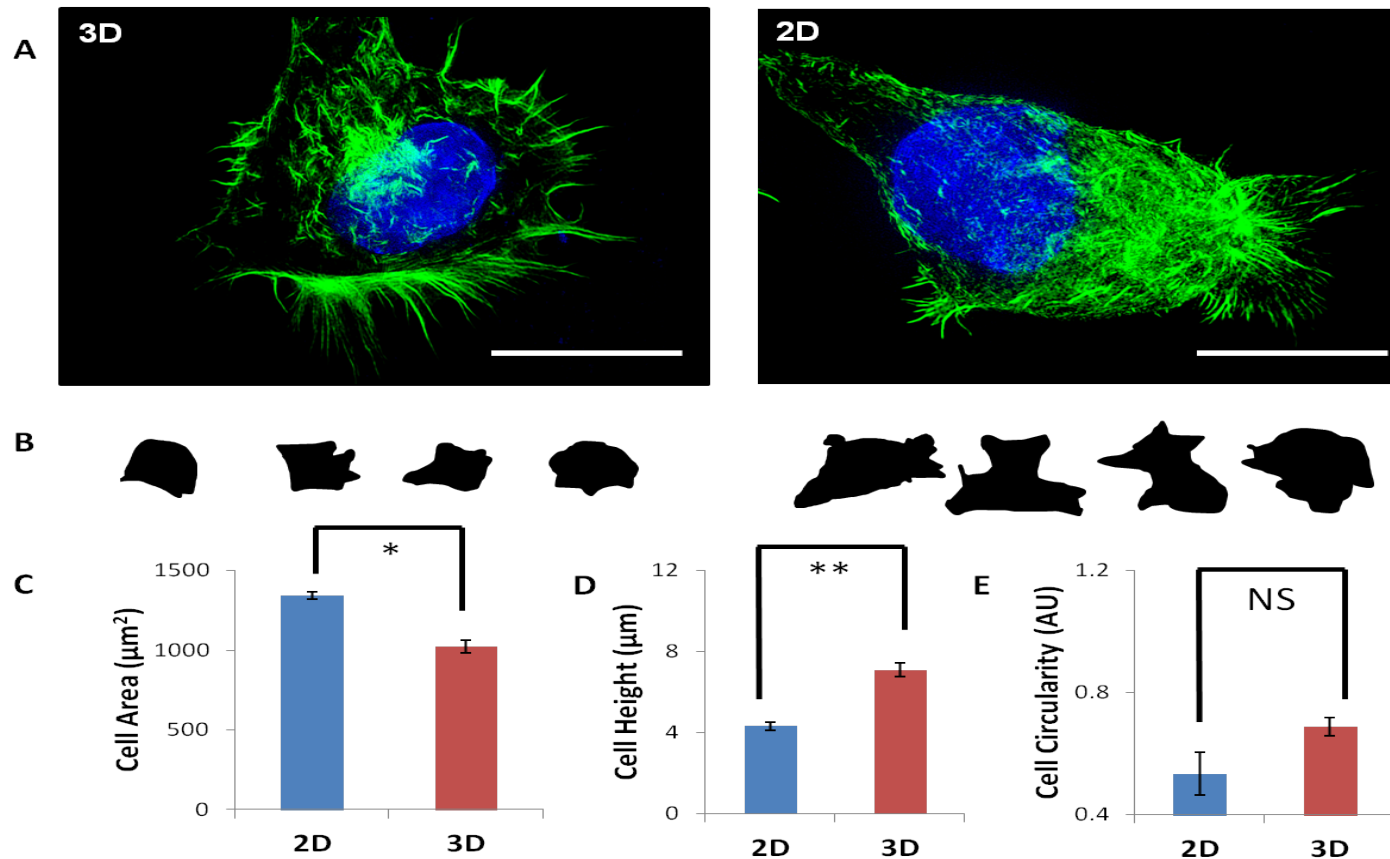 A
3D
2D
B
C
Cell Area (µm²)
1500
1000
500
0
*
2D
3D
D
Cell Height (µm)
12
8
4
0
**
2D
3D
E
Cell Circularity (AU)
1.2
0.8
0.4
NS
2D
3D